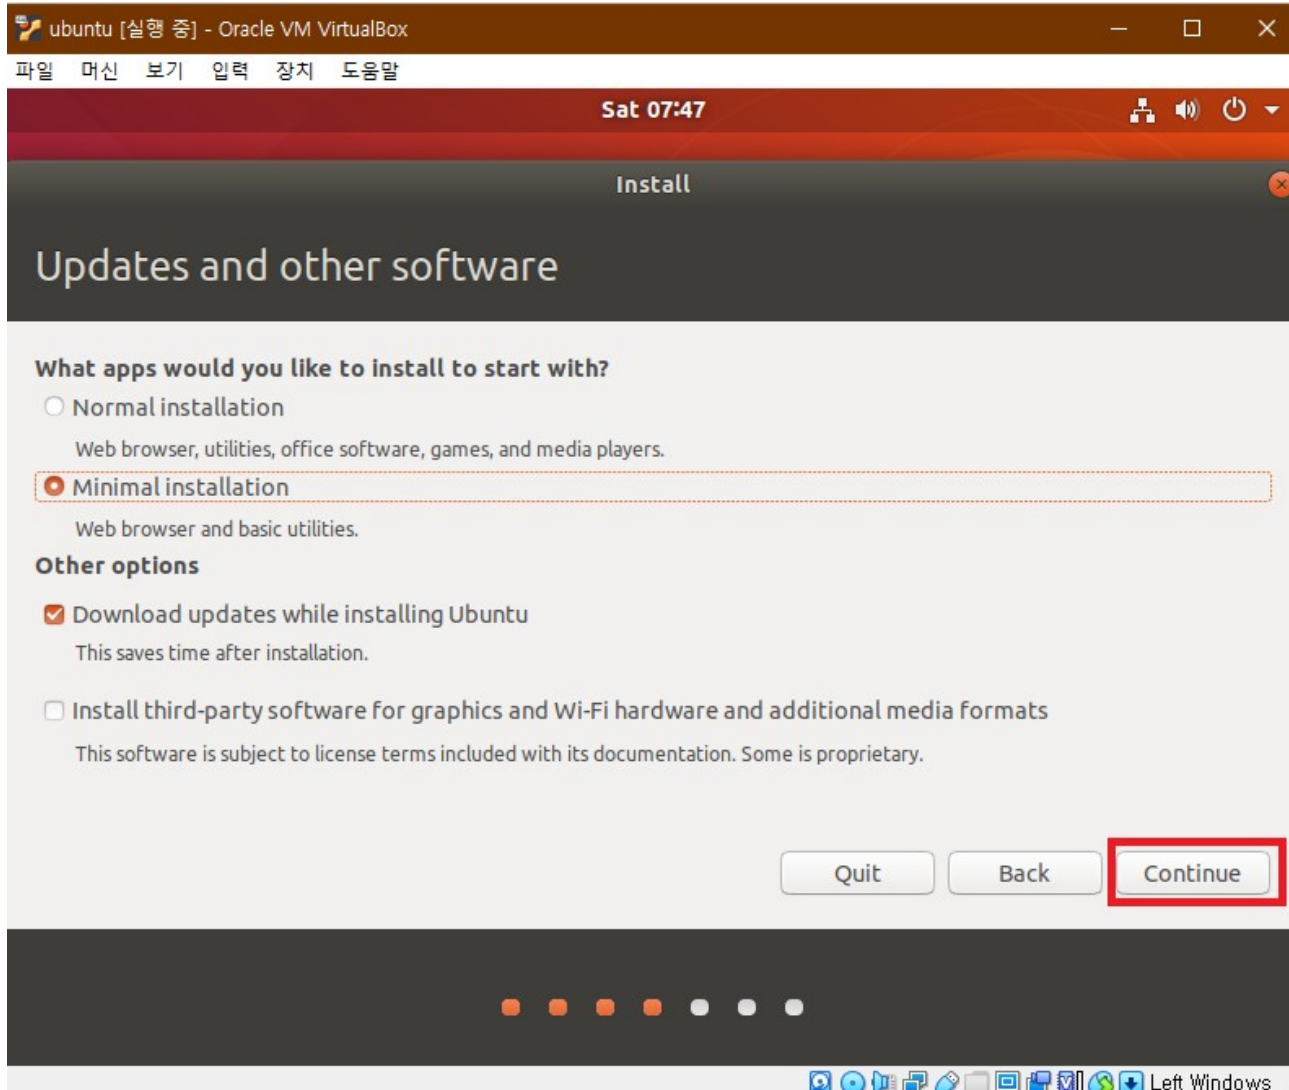 ubuntu [실행 중] - Oracle VM VirtualBox
파일 머신 보기 입력 장치 도움말
Sat 07:47
Install
Updates and other software
What apps would you like to install to start with?
Normal installation
Web browser, utilities, office software, games, and media players.
Minimal installation
Web browser and basic utilities.
Other options
Download updates while installing Ubuntu
This saves time after installation.
Install third-party software for graphics and Wi-Fi hardware and additional media formats
This software is subject to license terms included with its documentation. Some is proprietary.
Quit Back Continue
Left Windows